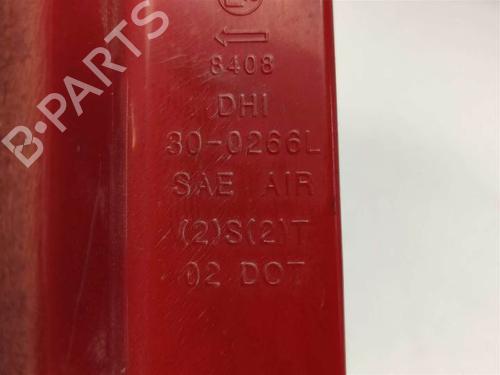 8408
DHI
30-0266L
SAE AIR
(2)S(2)T
02 DOT
B-PARTS